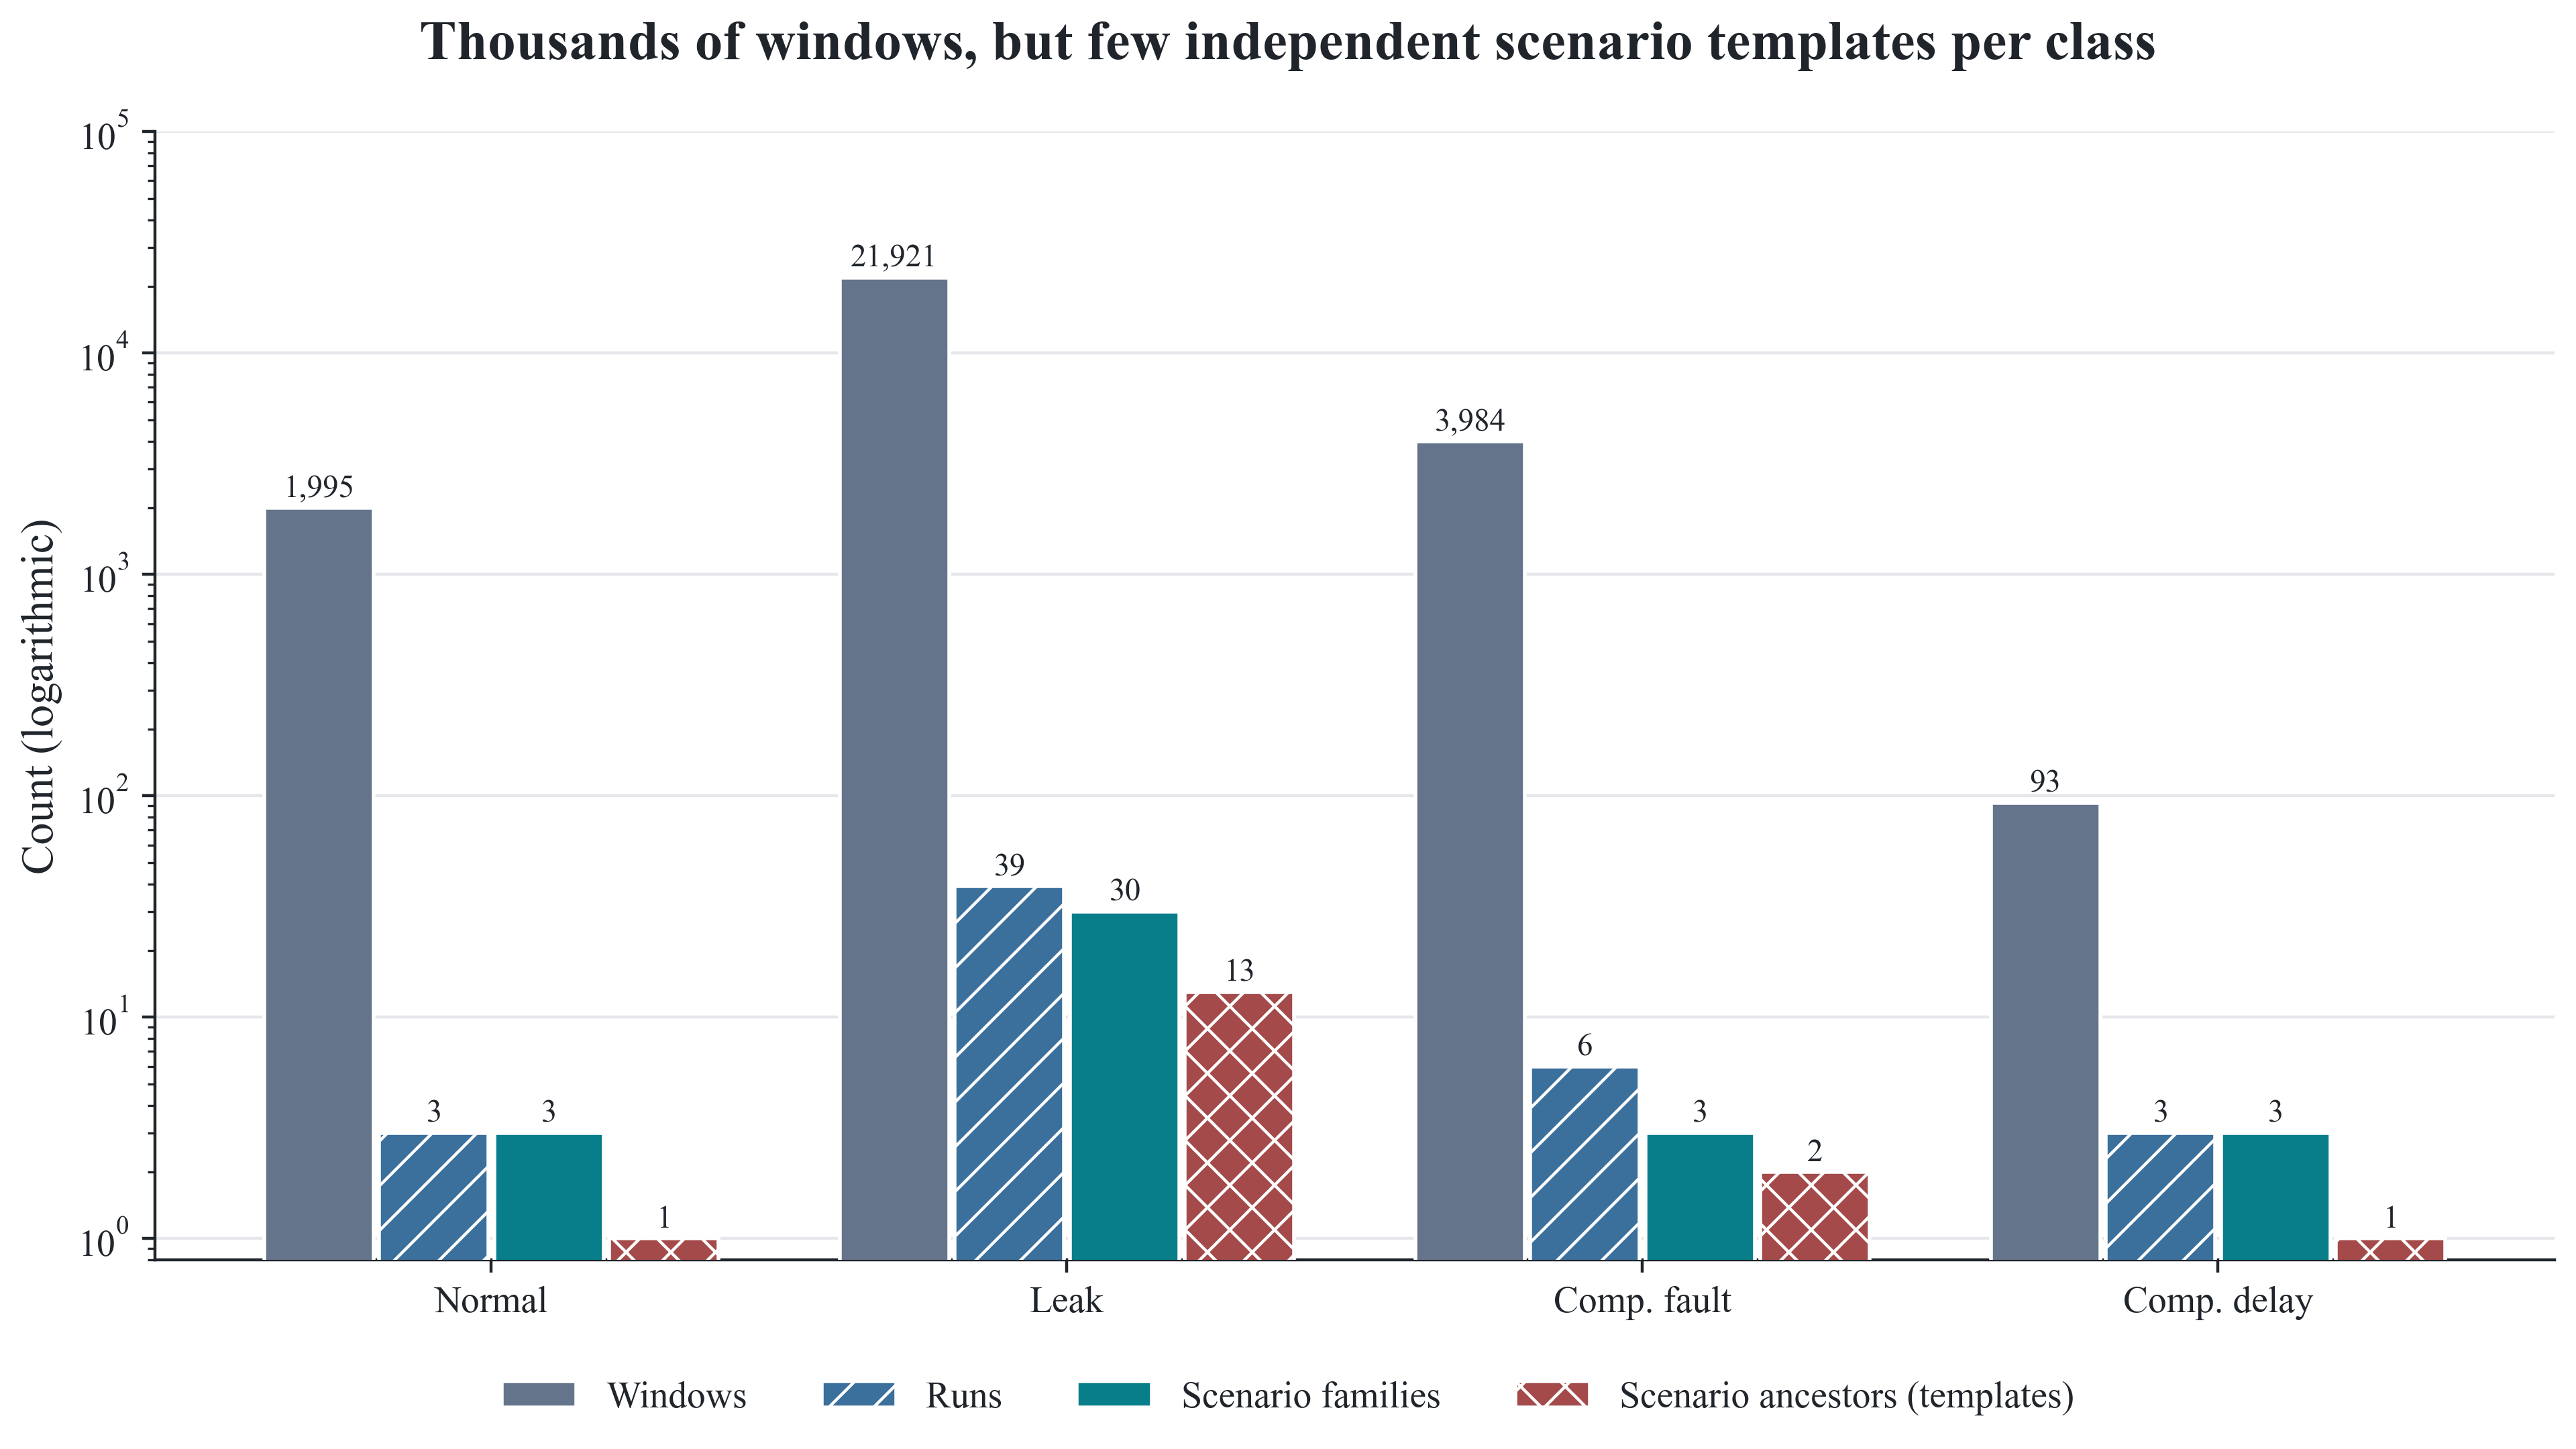 Thousands of windows, but few independent scenario templates per class
Count (logarithmic)
10^5
10^4
10^3
10^2
10^1
10^0
1,995
3
3
1
21,921
39
30
13
3,984
6
3
2
93
3
3
1
Normal
Leak
Comp. fault
Comp. delay
Windows
Runs
Scenario families
Scenario ancestors (templates)